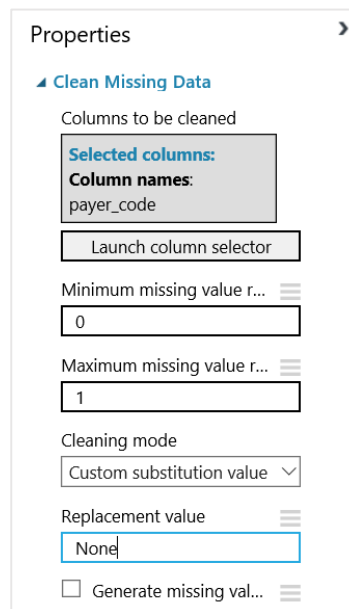 Properties
Clean Missing Data
Columns to be cleaned
Selected columns:
Column names:
payer_code
Launch column selector
Minimum missing value r...
0
Maximum missing value r...
1
Cleaning mode
Custom substitution value
Replacement value
None
Generate missing val...